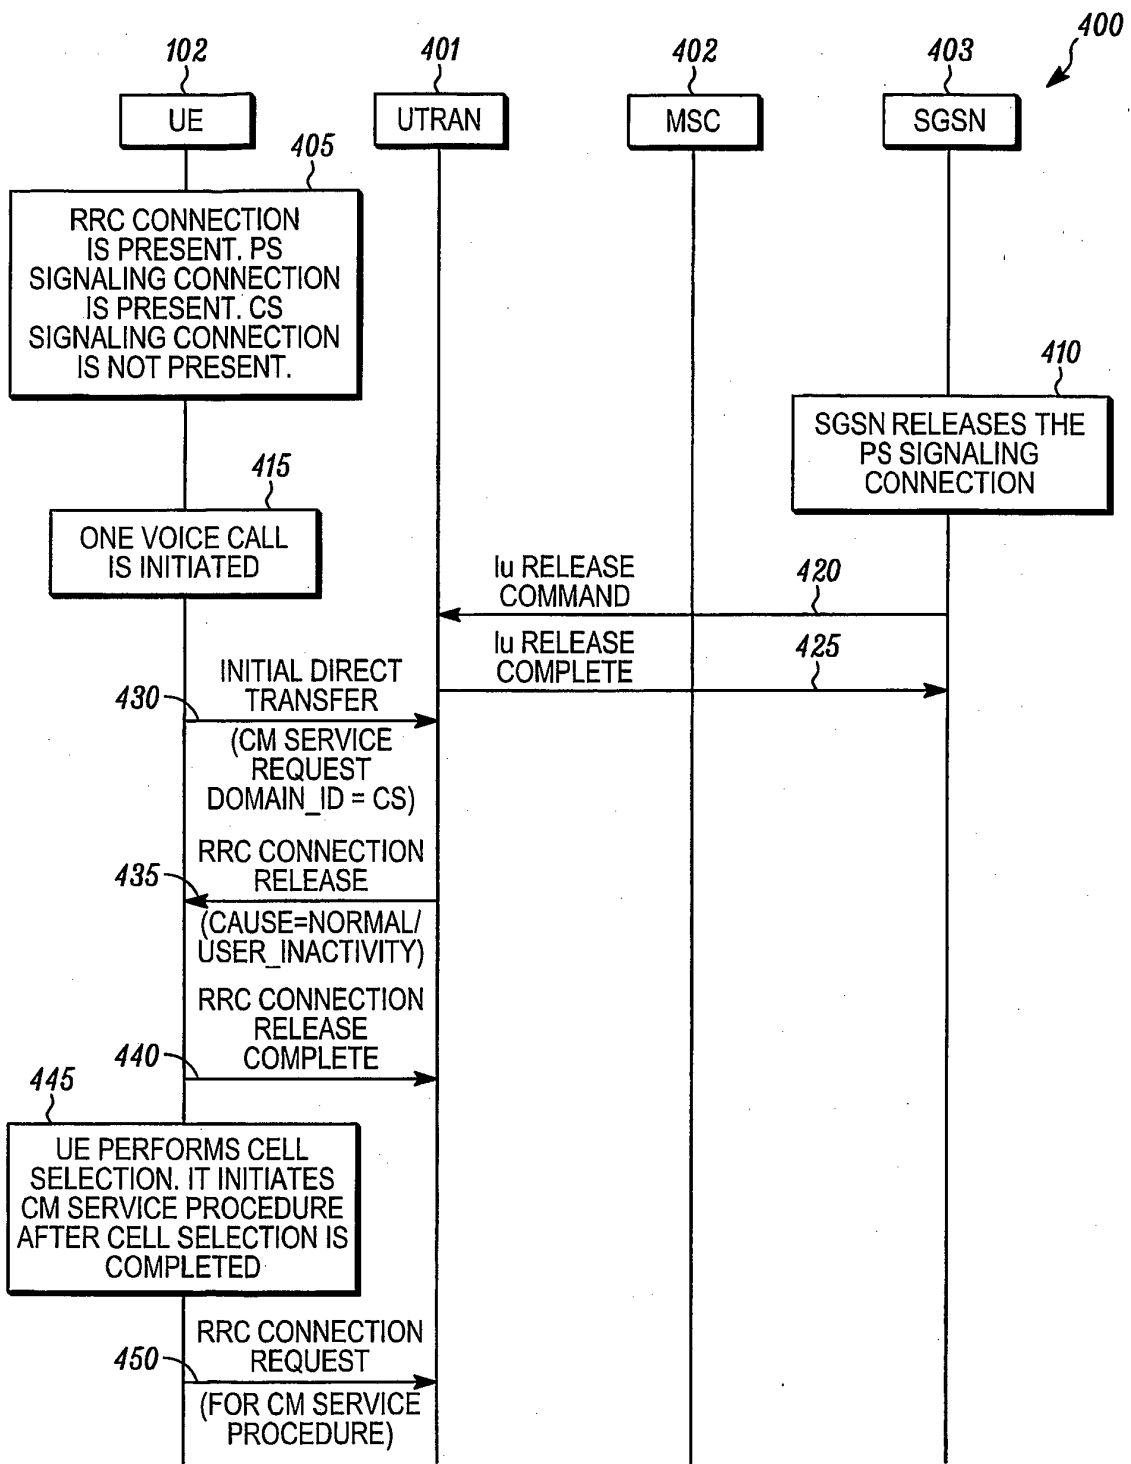 400
102
401
402
403
UE
UTRAN
MSC
SGSN
405
RRC CONNECTION
IS PRESENT. PS
SIGNALING CONNECTION
IS PRESENT. CS
SIGNALING CONNECTION
IS NOT PRESENT.
410
SGSN RELEASES THE
PS SIGNALING
CONNECTION
415
ONE VOICE CALL
IS INITIATED
Iu RELEASE
COMMAND
420
Iu RELEASE
COMPLETE
425
INITIAL DIRECT
TRANSFER
430
(CM SERVICE
REQUEST
DOMAIN_ID = CS)
RRC CONNECTION
RELEASE
435
(CAUSE=NORMAL/
USER_INACTIVITY)
RRC CONNECTION
RELEASE
COMPLETE
440
445
UE PERFORMS CELL
SELECTION. IT INITIATES
CM SERVICE PROCEDURE
AFTER CELL SELECTION IS
COMPLETED
RRC CONNECTION
REQUEST
450
(FOR CM SERVICE
PROCEDURE)